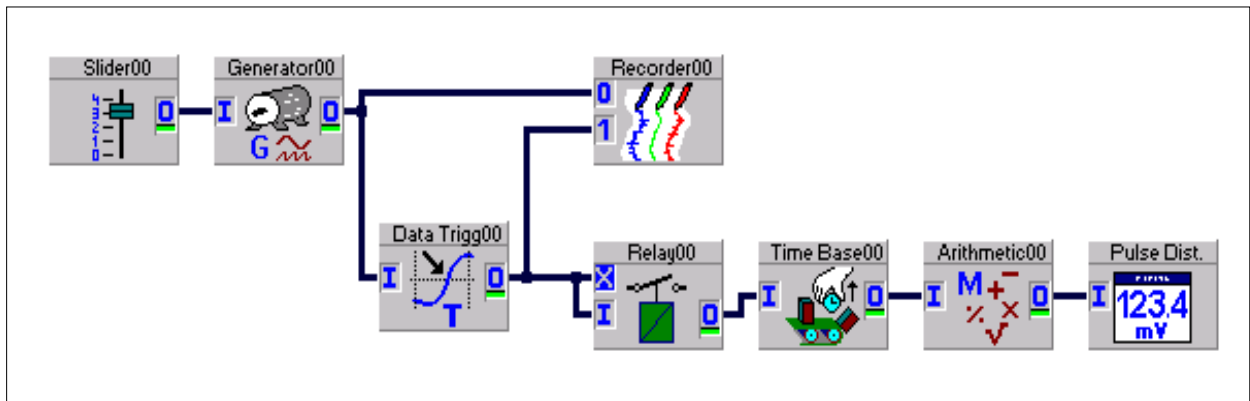 Slider00
4
3
2
1
0
O
Generator00
I
G
O
Recorder00
0
1
Data Trigg00
I
T
O
Relay00
X
I
O
Time Base00
I
O
Arithmetic00
I
M + −
% × √
O
Pulse Dist.
I
123.4
mV